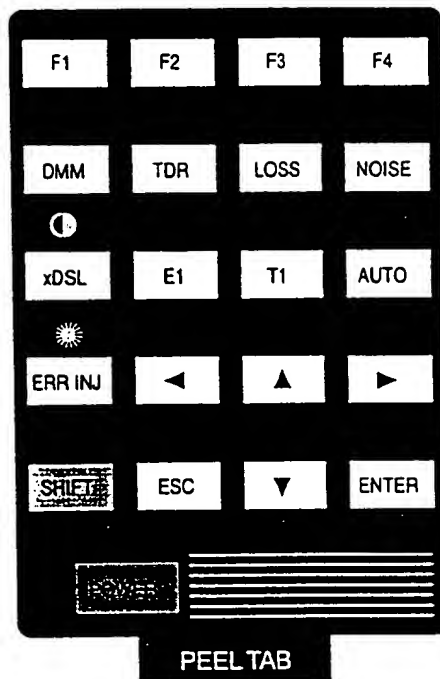 F1 F2 F3 F4
DMM TDR LOSS NOISE
xDSL E1 T1 AUTO
ERR INJ
SHIFT ESC ENTER
POWER
PEEL TAB